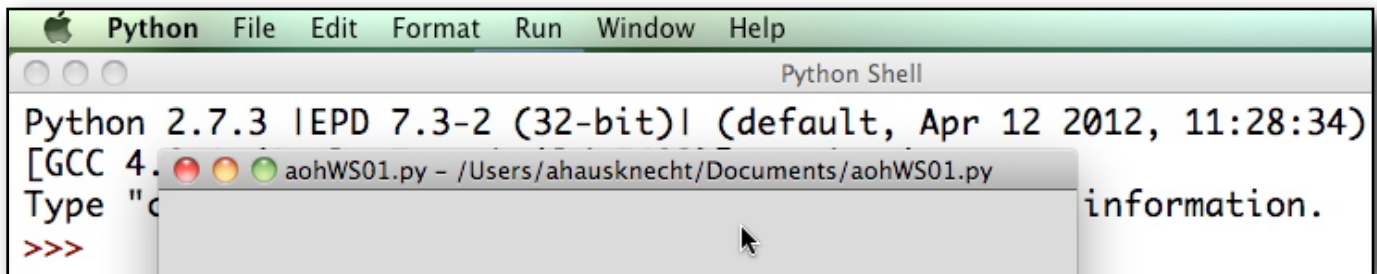 Python File Edit Format Run Window Help
Python Shell
Python 2.7.3 |EPD 7.3-2 (32-bit)| (default, Apr 12 2012, 11:28:34)
[GCC 4.
aohWS01.py - /Users/ahausknecht/Documents/aohWS01.py
Type "c information.
>>>